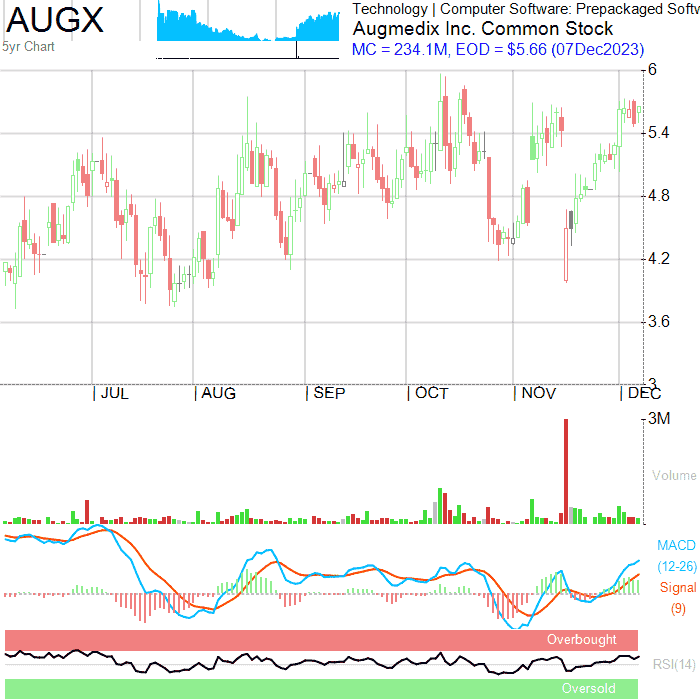 AUGX
5yr Chart
Technology | Computer Software: Prepackaged Softw
Augmedix Inc. Common Stock
MC = 234.1M, EOD = $5.66 (07Dec2023)
6
5.4
4.8
4.2
3.6
3
| JUL | AUG | SEP | OCT | NOV | DEC
3M
Volume
MACD
(12-26)
Signal
(9)
Overbought
RSI(14)
Oversold